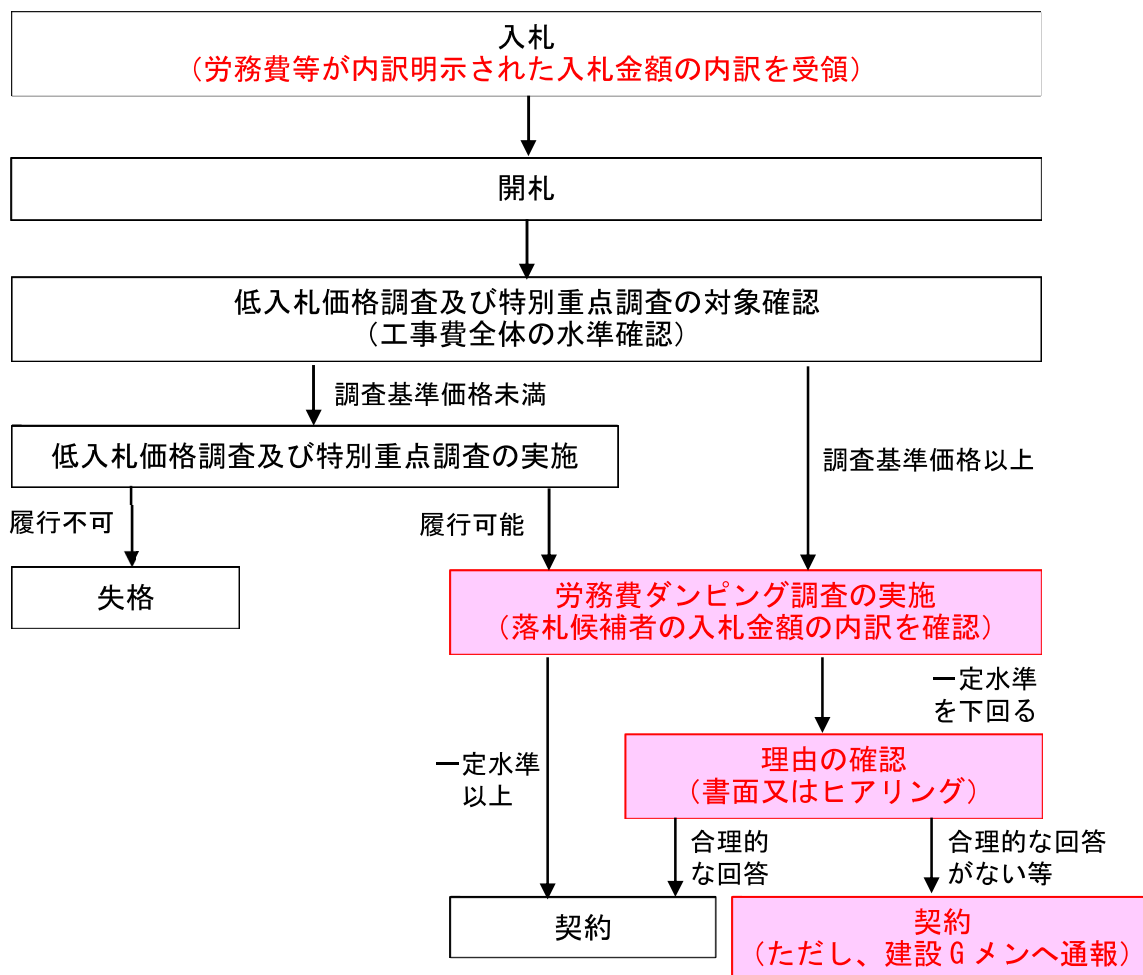 入札
（労務費等が内訳明示された入札金額の内訳を受領）
開札
低入札価格調査及び特別重点調査の対象確認
（工事費全体の水準確認）
調査基準価格未満
低入札価格調査及び特別重点調査の実施
調査基準価格以上
履行不可
履行可能
失格
労務費ダンピング調査の実施
（落札候補者の入札金額の内訳を確認）
一定水準
を下回る
一定水準
以上
理由の確認
（書面又はヒアリング）
合理的
な回答
合理的な回答
がない等
契約
契約
（ただし、建設Gメンへ通報）